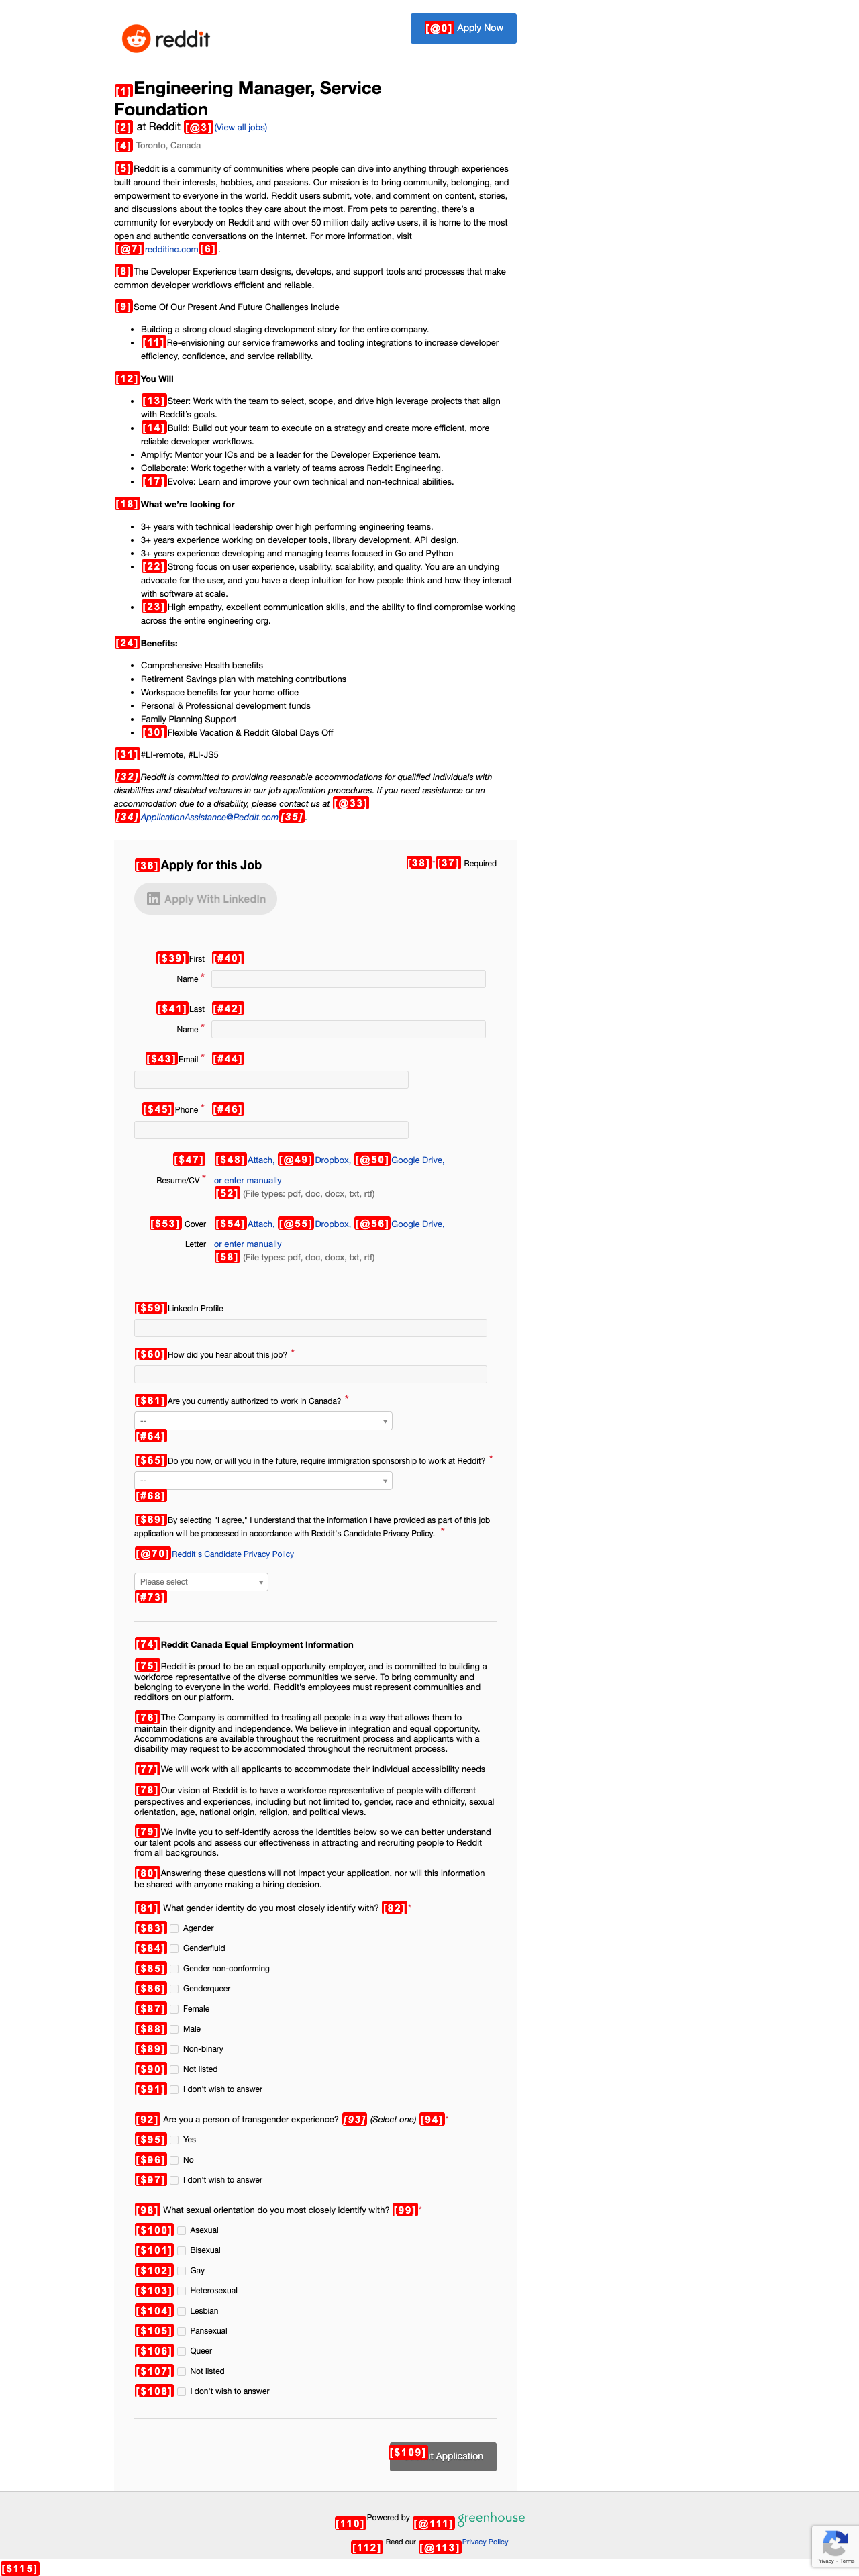 reddit
[@0] Apply Now
[1]Engineering Manager, Service
Foundation
[2] at Reddit [@3](View all jobs)
[4] Toronto, Canada
[5]Reddit is a community of communities where people can dive into anything through experiences
built around their interests, hobbies, and passions. Our mission is to bring community, belonging, and
empowerment to everyone in the world. Reddit users submit, vote, and comment on content, stories,
and discussions about the topics they care about the most. From pets to parenting, there's a
community for everybody on Reddit and with over 50 million daily active users, it is home to the most
open and authentic conversations on the internet. For more information, visit
[@7]redditinc.com[6].
[8]The Developer Experience team designs, develops, and support tools and processes that make
common developer workflows efficient and reliable.
[9]Some Of Our Present And Future Challenges Include
• Building a strong cloud staging development story for the entire company.
• [11]Re-envisioning our service frameworks and tooling integrations to increase developer
efficiency, confidence, and service reliability.
[12]You Will
• [13]Steer: Work with the team to select, scope, and drive high leverage projects that align
with Reddit's goals.
• [14]Build: Build out your team to execute on a strategy and create more efficient, more
reliable developer workflows.
• Amplify: Mentor your ICs and be a leader for the Developer Experience team.
• Collaborate: Work together with a variety of teams across Reddit Engineering.
• [17]Evolve: Learn and improve your own technical and non-technical abilities.
[18]What we're looking for
• 3+ years with technical leadership over high performing engineering teams.
• 3+ years experience working on developer tools, library development, API design.
• 3+ years experience developing and managing teams focused in Go and Python
• [22]Strong focus on user experience, usability, scalability, and quality. You are an undying
advocate for the user, and you have a deep intuition for how people think and how they interact
with software at scale.
• [23]High empathy, excellent communication skills, and the ability to find compromise working
across the entire engineering org.
[24]Benefits:
• Comprehensive Health benefits
• Retirement Savings plan with matching contributions
• Workspace benefits for your home office
• Personal & Professional development funds
• Family Planning Support
• [30]Flexible Vacation & Reddit Global Days Off
[31]#LI-remote, #LI-JS5
[32]Reddit is committed to providing reasonable accommodations for qualified individuals with
disabilities and disabled veterans in our job application procedures. If you need assistance or an
accommodation due to a disability, please contact us at [@33]
[34]ApplicationAssistance@Reddit.com[35].
[36]Apply for this Job [38]*[37] Required
in Apply With LinkedIn
[$39]First [#40]
Name *
[$41]Last [#42]
Name *
[$43]Email * [#44]
[$45]Phone * [#46]
[$47] [$48]Attach, [@49]Dropbox, [@50]Google Drive,
Resume/CV * or enter manually
[52] (File types: pdf, doc, docx, txt, rtf)
[$53] Cover [$54]Attach, [@55]Dropbox, [@56]Google Drive,
Letter or enter manually
[58] (File types: pdf, doc, docx, txt, rtf)
[$59]LinkedIn Profile
[$60]How did you hear about this job? *
[$61]Are you currently authorized to work in Canada? *
--
[#64]
[$65]Do you now, or will you in the future, require immigration sponsorship to work at Reddit? *
--
[#68]
[$69]By selecting "I agree," I understand that the information I have provided as part of this job
application will be processed in accordance with Reddit's Candidate Privacy Policy. *
[@70]Reddit's Candidate Privacy Policy
Please select
[#73]
[74]Reddit Canada Equal Employment Information
[75]Reddit is proud to be an equal opportunity employer, and is committed to building a
workforce representative of the diverse communities we serve. To bring community and
belonging to everyone in the world, Reddit's employees must represent communities and
redditors on our platform.
[76]The Company is committed to treating all people in a way that allows them to
maintain their dignity and independence. We believe in integration and equal opportunity.
Accommodations are available throughout the recruitment process and applicants with a
disability may request to be accommodated throughout the recruitment process.
[77]We will work with all applicants to accommodate their individual accessibility needs
[78]Our vision at Reddit is to have a workforce representative of people with different
perspectives and experiences, including but not limited to, gender, race and ethnicity, sexual
orientation, age, national origin, religion, and political views.
[79]We invite you to self-identify across the identities below so we can better understand
our talent pools and assess our effectiveness in attracting and recruiting people to Reddit
from all backgrounds.
[80]Answering these questions will not impact your application, nor will this information
be shared with anyone making a hiring decision.
[81] What gender identity do you most closely identify with? [82]*
[$83] Agender
[$84] Genderfluid
[$85] Gender non-conforming
[$86] Genderqueer
[$87] Female
[$88] Male
[$89] Non-binary
[$90] Not listed
[$91] I don't wish to answer
[92] Are you a person of transgender experience? [93] (Select one) [94]*
[$95] Yes
[$96] No
[$97] I don't wish to answer
[98] What sexual orientation do you most closely identify with? [99]*
[$100] Asexual
[$101] Bisexual
[$102] Gay
[$103] Heterosexual
[$104] Lesbian
[$105] Pansexual
[$106] Queer
[$107] Not listed
[$108] I don't wish to answer
[$109]it Application
[110]Powered by [@111] greenhouse
[112] Read our [@113]Privacy Policy
Privacy - Terms
[$115]